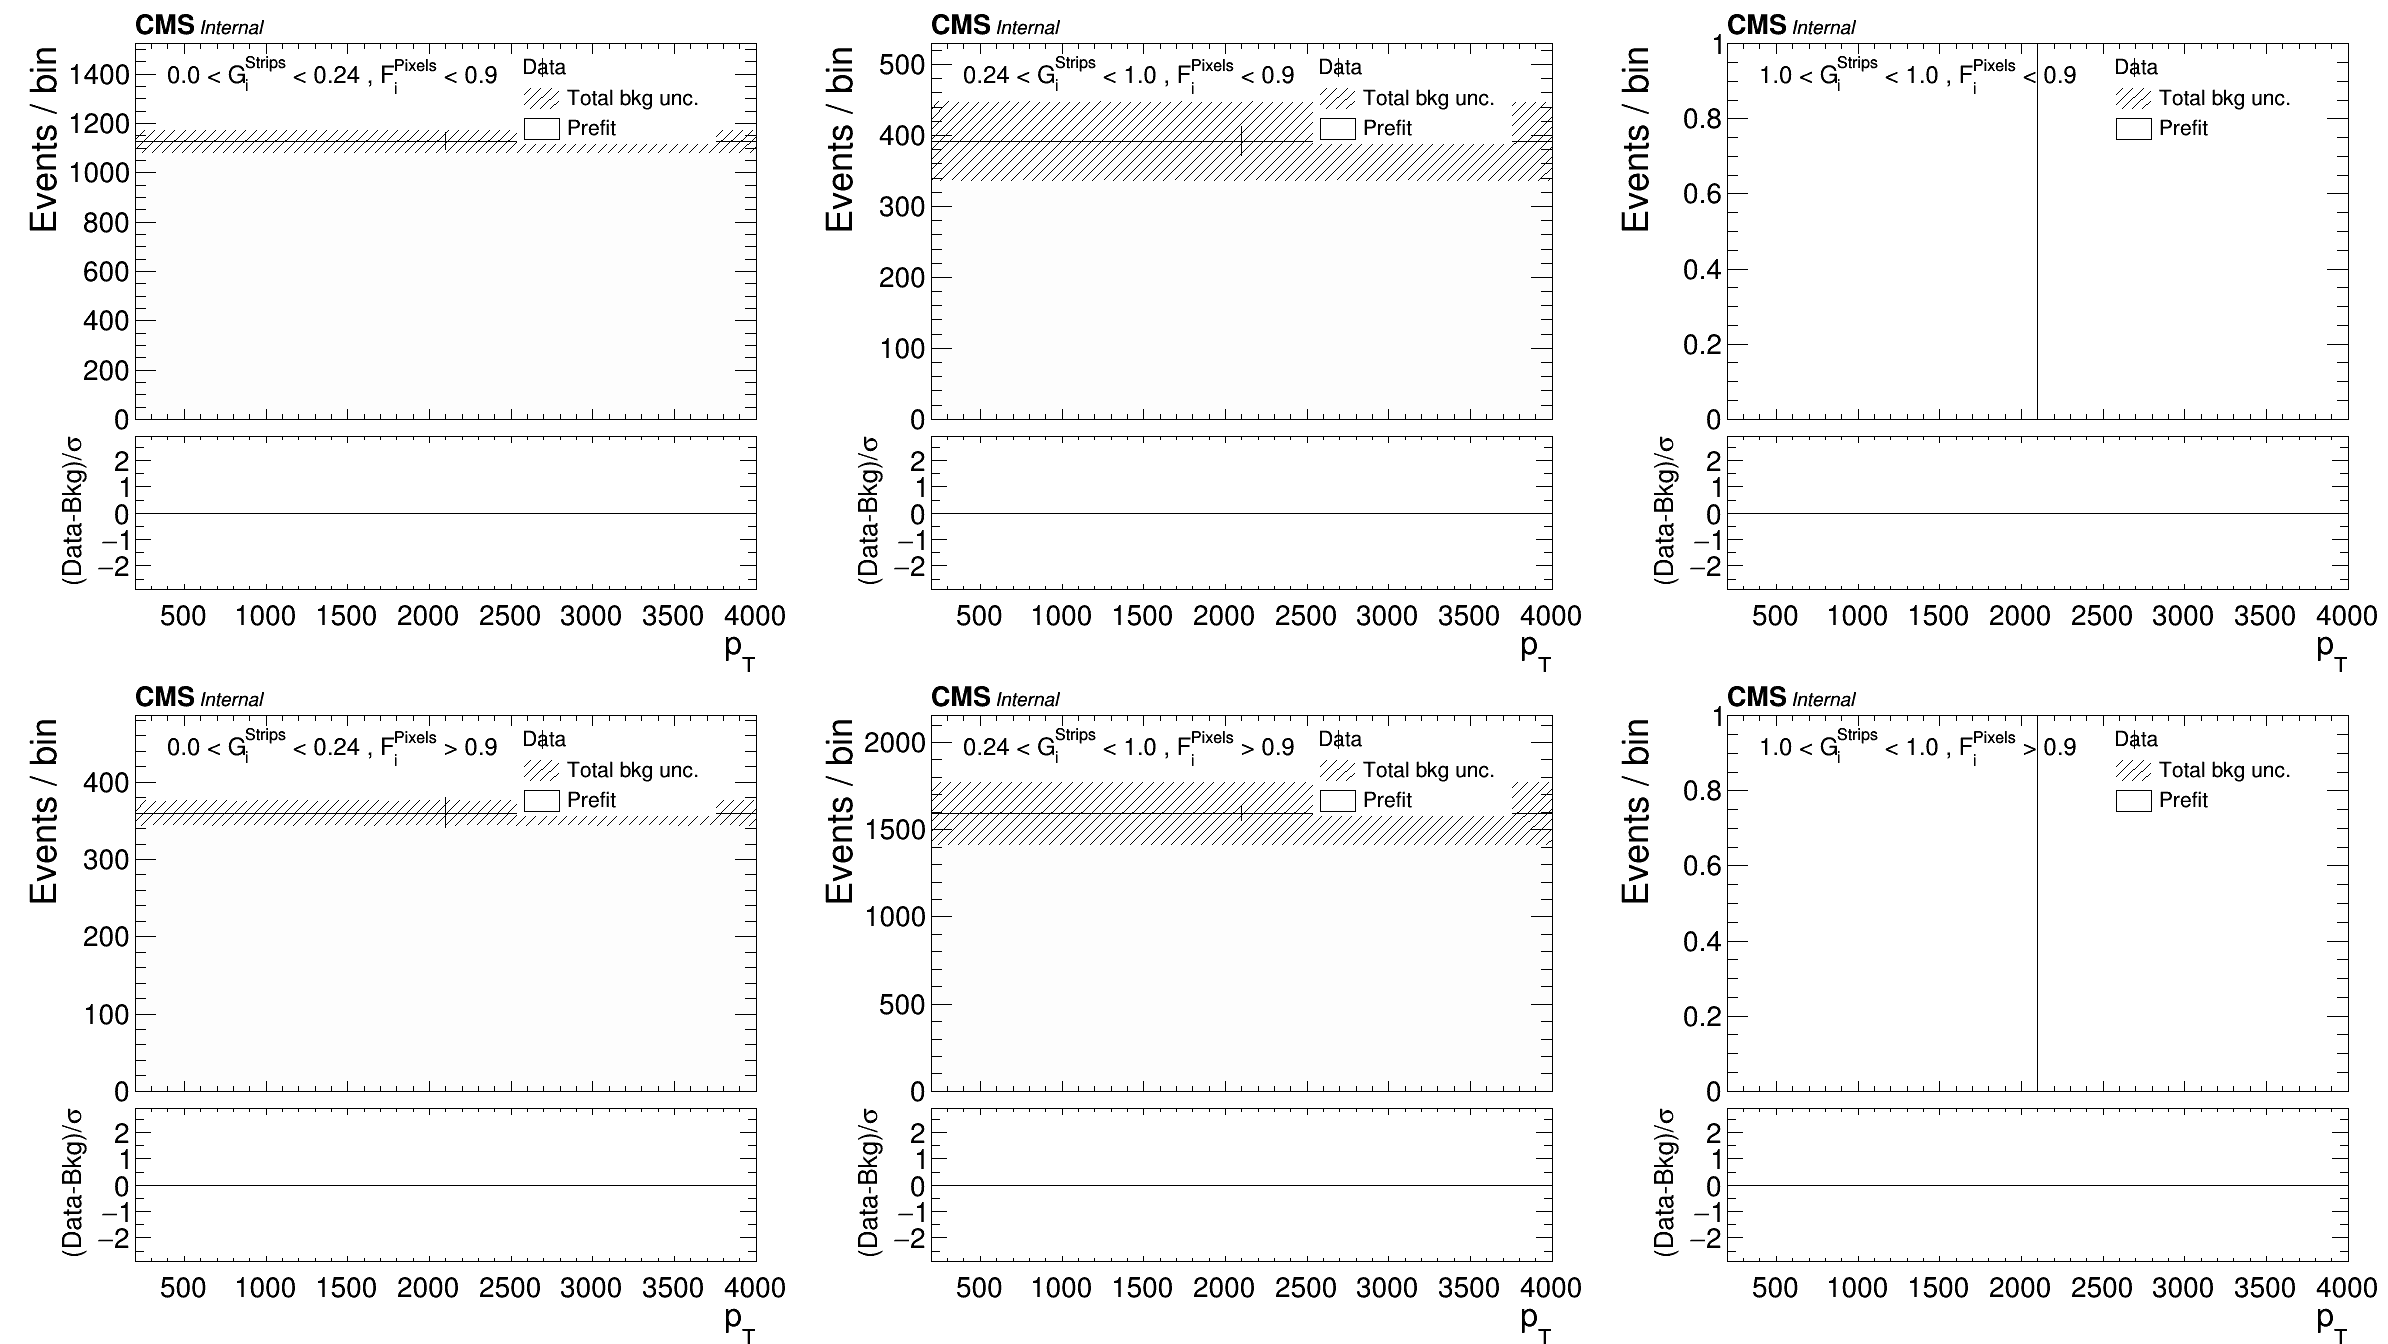 CMS Internal
Events / bin
0.0 < G_i^Strips < 0.24 , F_i^Pixels < 0.9
Data
Total bkg unc.
Prefit
1400
1200
1000
800
600
400
200
0
(Data-Bkg)/σ
2
1
0
−1
−2
500 1000 1500 2000 2500 3000 3500 4000
p_T
CMS Internal
Events / bin
0.24 < G_i^Strips < 1.0 , F_i^Pixels < 0.9
Data
Total bkg unc.
Prefit
500
400
300
200
100
0
(Data-Bkg)/σ
2
1
0
−1
−2
500 1000 1500 2000 2500 3000 3500 4000
p_T
CMS Internal
Events / bin
1.0 < G_i^Strips < 1.0 , F_i^Pixels < 0.9
Data
Total bkg unc.
Prefit
1
0.8
0.6
0.4
0.2
0
(Data-Bkg)/σ
2
1
0
−1
−2
500 1000 1500 2000 2500 3000 3500 4000
p_T
CMS Internal
Events / bin
0.0 < G_i^Strips < 0.24 , F_i^Pixels > 0.9
Data
Total bkg unc.
Prefit
400
300
200
100
0
(Data-Bkg)/σ
2
1
0
−1
−2
500 1000 1500 2000 2500 3000 3500 4000
p_T
CMS Internal
Events / bin
0.24 < G_i^Strips < 1.0 , F_i^Pixels > 0.9
Data
Total bkg unc.
Prefit
2000
1500
1000
500
0
(Data-Bkg)/σ
2
1
0
−1
−2
500 1000 1500 2000 2500 3000 3500 4000
p_T
CMS Internal
Events / bin
1.0 < G_i^Strips < 1.0 , F_i^Pixels > 0.9
Data
Total bkg unc.
Prefit
1
0.8
0.6
0.4
0.2
0
(Data-Bkg)/σ
2
1
0
−1
−2
500 1000 1500 2000 2500 3000 3500 4000
p_T